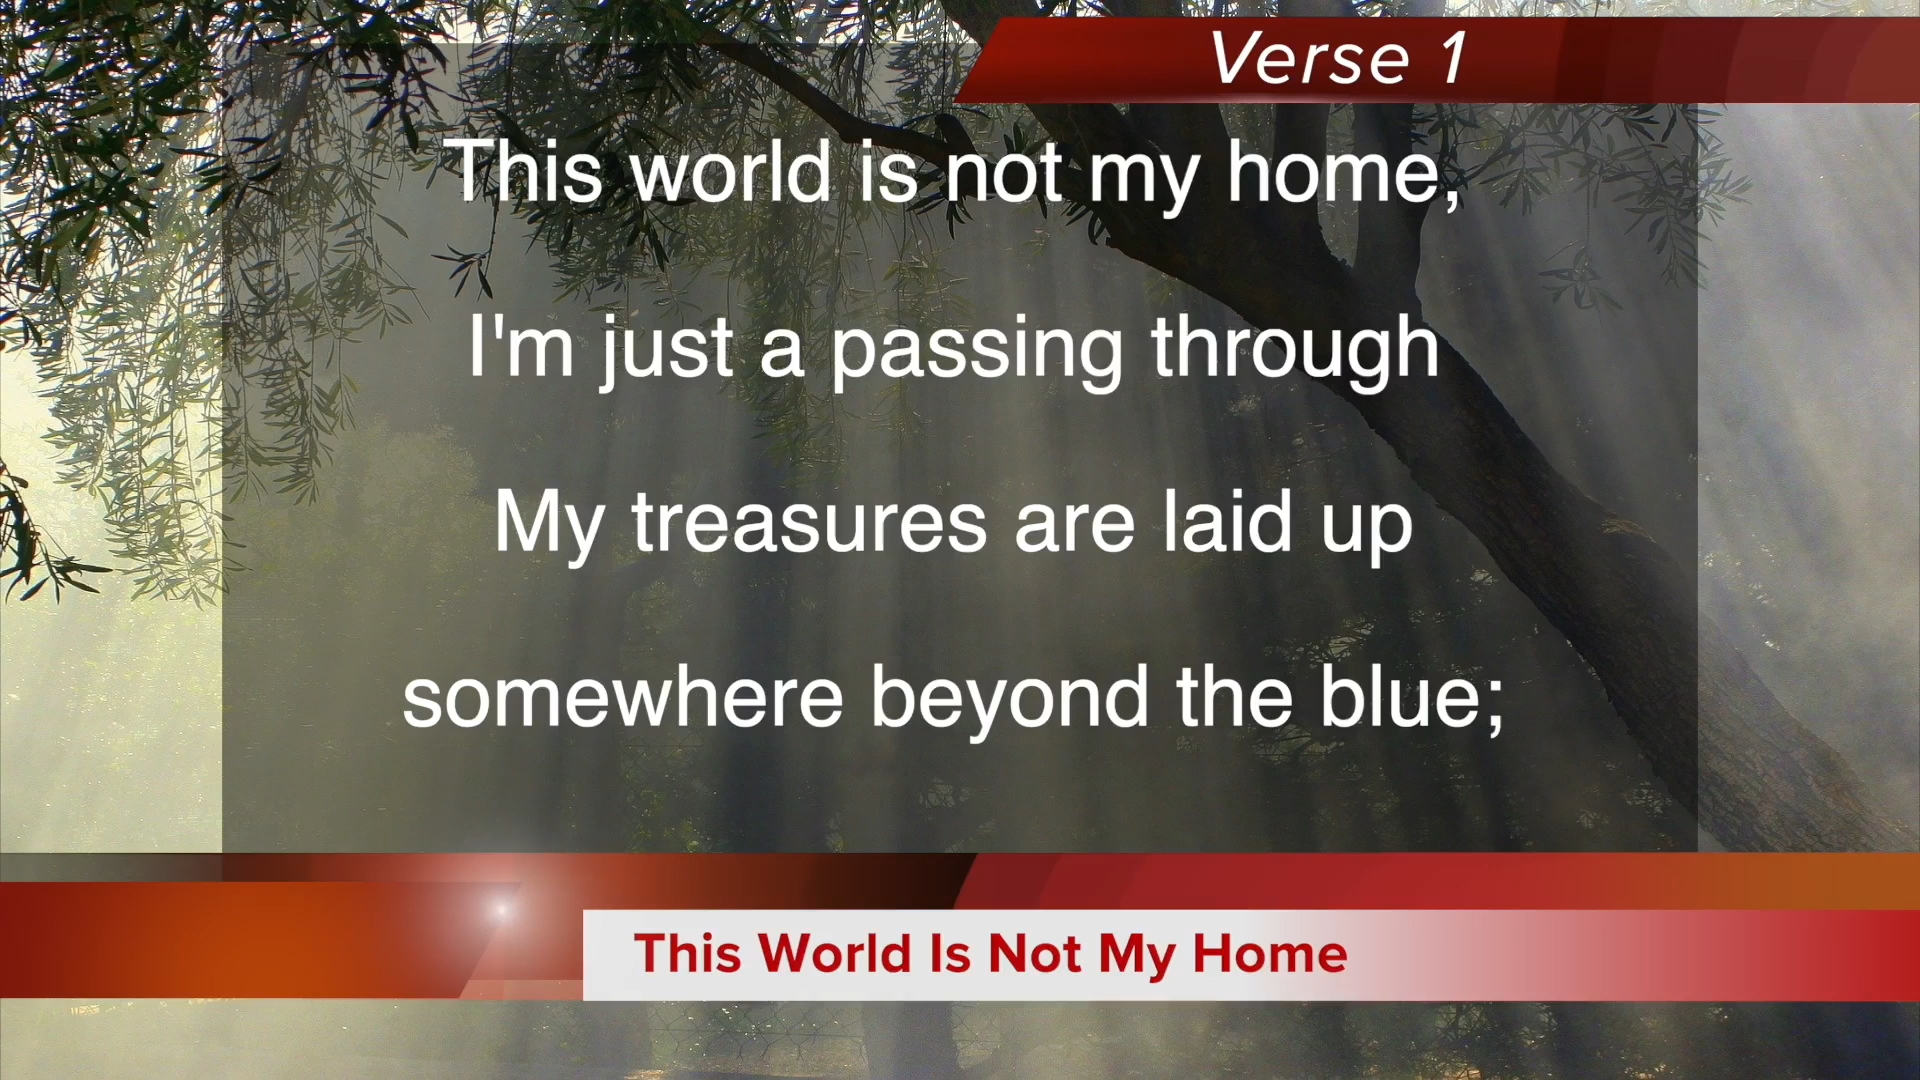 Verse 1
This world is not my home,
I'm just a passing through
My treasures are laid up
somewhere beyond the blue;
This World Is Not My Home